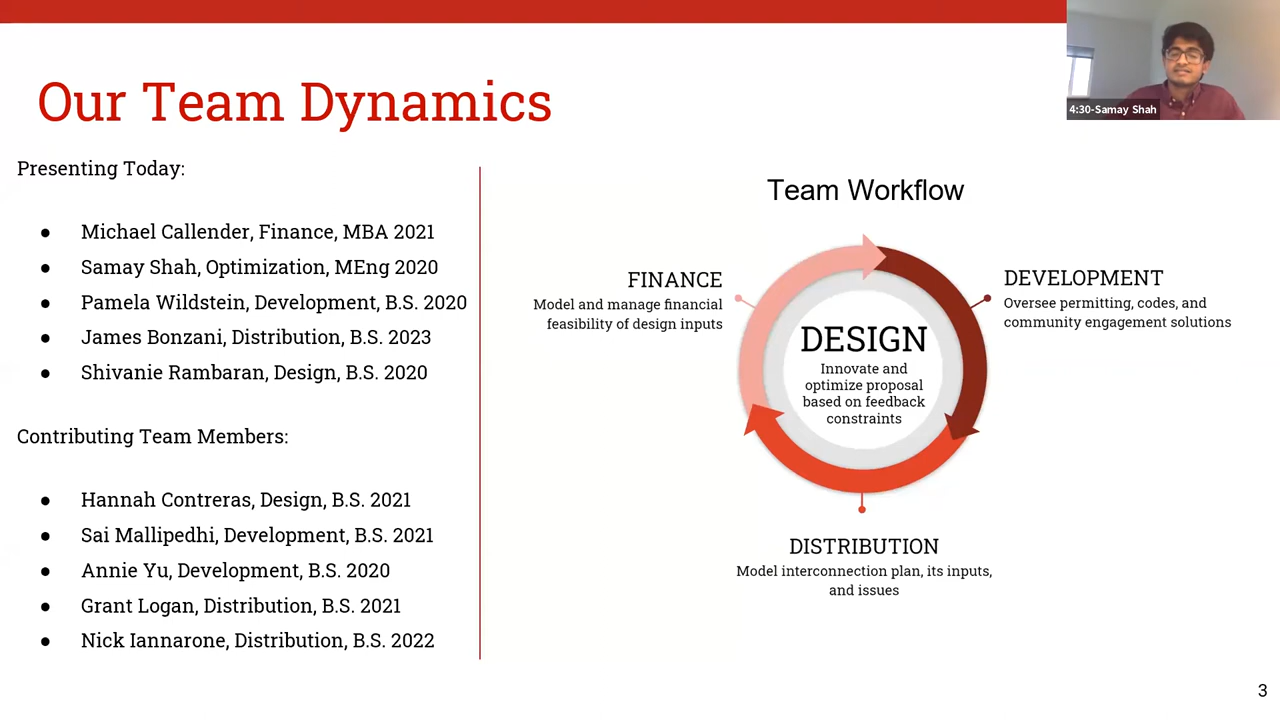 4:30-Samay Shah
Our Team Dynamics
Presenting Today:
● Michael Callender, Finance, MBA 2021
● Samay Shah, Optimization, MEng 2020
● Pamela Wildstein, Development, B.S. 2020
● James Bonzani, Distribution, B.S. 2023
● Shivanie Rambaran, Design, B.S. 2020
Contributing Team Members:
● Hannah Contreras, Design, B.S. 2021
● Sai Mallipedhi, Development, B.S. 2021
● Annie Yu, Development, B.S. 2020
● Grant Logan, Distribution, B.S. 2021
● Nick Iannarone, Distribution, B.S. 2022
Team Workflow
FINANCE
Model and manage financial
feasibility of design inputs
DEVELOPMENT
Oversee permitting, codes, and
community engagement solutions
DESIGN
Innovate and
optimize proposal
based on feedback
constraints
DISTRIBUTION
Model interconnection plan, its inputs,
and issues
3